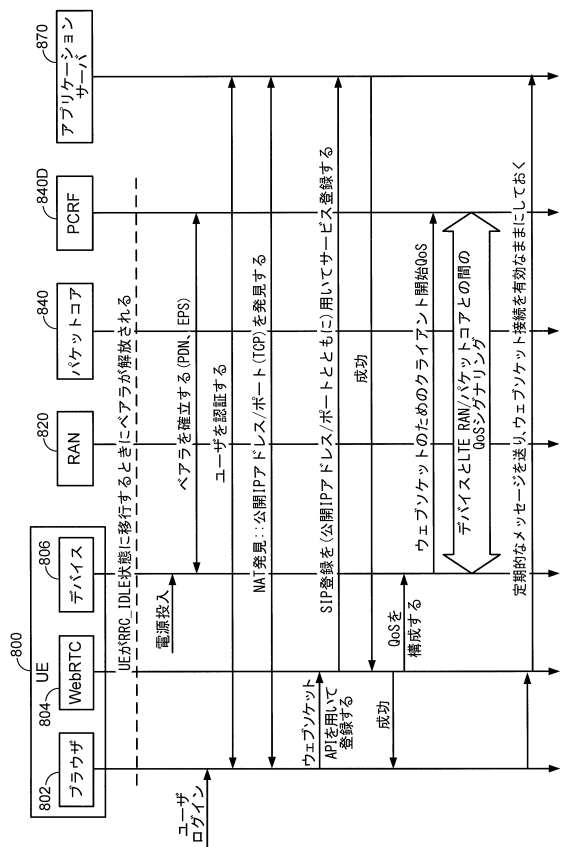 800
UE
802
ブラウザ
804
WebRTC
806
デバイス
820
RAN
840
パケットコア
840D
PCRF
870
アプリケーション
サーバ
UEがRRC_IDLE状態に移行するときにベアラが解放される
電源投入
ベアラを確立する(PDN、EPS)
ユーザ
ログイン
ユーザを認証する
NAT発見::公開IPアドレス/ポート(TCP)を発見する
ウェブソケット
APIを用いて
登録する
SIP登録を(公開IPアドレス/ポートとともに)用いてサービス登録する
成功
成功
QoSを
構成する
ウェブソケットのためのクライアント開始QoS
デバイスとLTE RAN/パケットコアとの間の
QoSシグナリング
定期的なメッセージを送り、ウェブソケット接続を有効なままにしておく